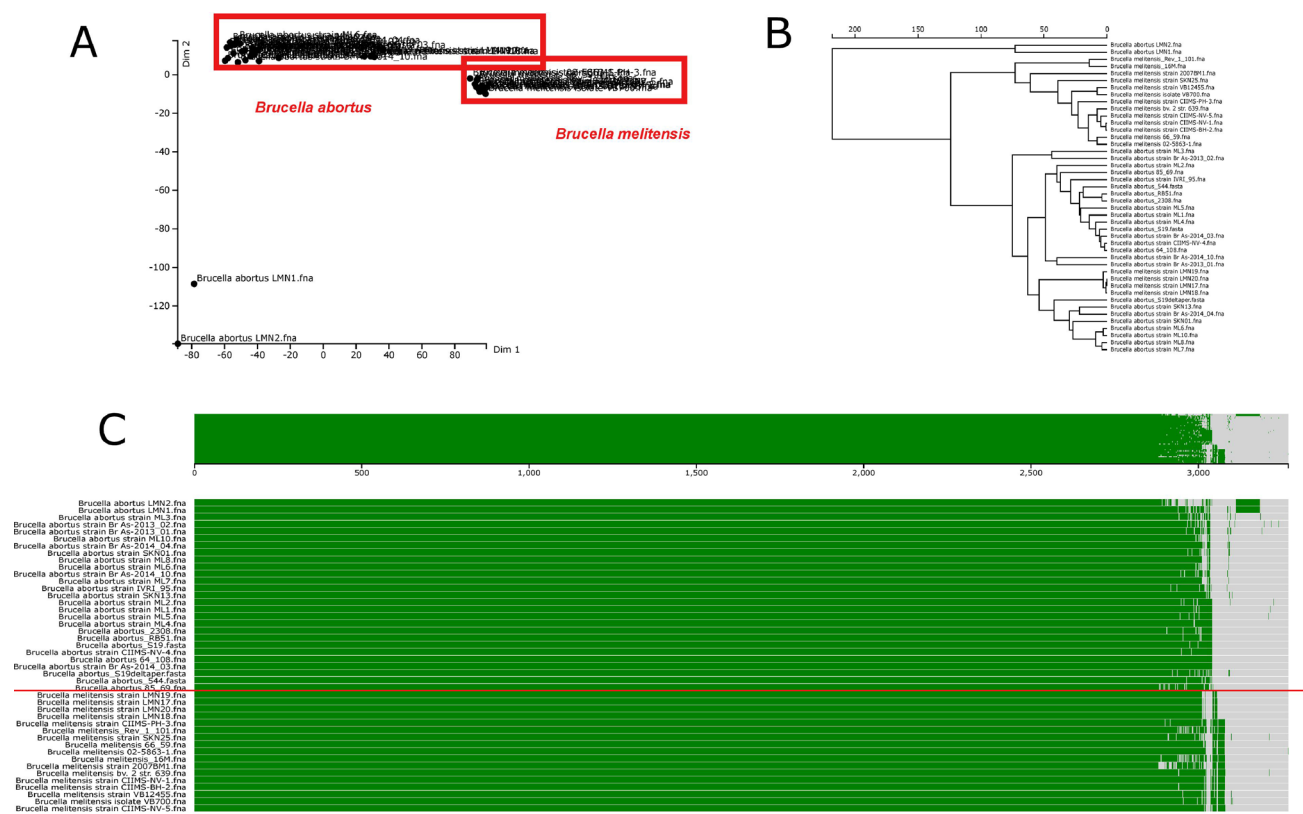 A
Dim 2
0
-20
-40
-60
-80
-100
-120
-80
-60
-40
-20
0
20
40
60
80
Dim 1
Brucella abortus strain ML6.fna
Brucella abortus
Brucella melitensis
Brucella abortus LMN1.fna
Brucella abortus LMN2.fna
B
200
150
100
50
0
Brucella abortus LMN2.fna
Brucella abortus LMN1.fna
Brucella melitensis_Rev_1_101.fna
Brucella melitensis_16M.fna
Brucella melitensis strain 2007BM1.fna
Brucella melitensis strain SKN25.fna
Brucella melitensis strain VB12455.fna
Brucella melitensis isolate VB700.fna
Brucella melitensis strain CIIMS-PH-3.fna
Brucella melitensis bv. 2 str. 639.fna
Brucella melitensis strain CIIMS-NV-5.fna
Brucella melitensis strain CIIMS-NV-1.fna
Brucella melitensis strain CIIMS-BH-2.fna
Brucella melitensis 66_59.fna
Brucella melitensis 02-5863-1.fna
Brucella abortus strain ML3.fna
Brucella abortus strain Br As-2013_02.fna
Brucella abortus strain ML2.fna
Brucella abortus 85_69.fna
Brucella abortus strain IVRI_95.fna
Brucella abortus_S44.fasta
Brucella abortus_RB51.fna
Brucella abortus_2308.fna
Brucella abortus strain ML5.fna
Brucella abortus strain ML1.fna
Brucella abortus strain ML4.fna
Brucella abortus_S19.fasta
Brucella abortus strain Br As-2014_03.fna
Brucella abortus strain CIIMS-NV-4.fna
Brucella abortus 64_108.fna
Brucella abortus strain Br As-2014_10.fna
Brucella abortus strain Br As-2013_01.fna
Brucella melitensis strain LMN19.fna
Brucella melitensis strain LMN20.fna
Brucella melitensis strain LMN17.fna
Brucella melitensis strain LMN18.fna
Brucella abortus_S19deltaper.fasta
Brucella abortus strain SKN13.fna
Brucella abortus strain Br As-2014_04.fna
Brucella abortus strain SKN01.fna
Brucella abortus strain ML6.fna
Brucella abortus strain ML10.fna
Brucella abortus strain ML8.fna
Brucella abortus strain ML7.fna
C
0
500
1,000
1,500
2,000
2,500
3,000
Brucella abortus LMN2.fna
Brucella abortus LMN1.fna
Brucella abortus strain ML3.fna
Brucella abortus strain Br As-2013_02.fna
Brucella abortus strain Br As-2013_01.fna
Brucella abortus strain ML10.fna
Brucella abortus strain Br As-2014_04.fna
Brucella abortus strain SKN01.fna
Brucella abortus strain ML8.fna
Brucella abortus strain ML6.fna
Brucella abortus strain Br As-2014_10.fna
Brucella abortus strain ML7.fna
Brucella abortus strain IVRI_95.fna
Brucella abortus strain SKN13.fna
Brucella abortus strain ML2.fna
Brucella abortus strain ML1.fna
Brucella abortus strain ML5.fna
Brucella abortus strain ML4.fna
Brucella abortus_2308.fna
Brucella abortus_RB51.fna
Brucella abortus_S19.fasta
Brucella abortus strain CIIMS-NV-4.fna
Brucella abortus 64_108.fna
Brucella abortus strain Br As-2014_03.fna
Brucella abortus_S19deltaper.fasta
Brucella abortus_S44.fasta
Brucella abortus 85_69.fna
Brucella melitensis strain LMN19.fna
Brucella melitensis strain LMN17.fna
Brucella melitensis strain LMN20.fna
Brucella melitensis strain LMN18.fna
Brucella melitensis strain CIIMS-PH-3.fna
Brucella melitensis_Rev_1_101.fna
Brucella melitensis strain SKN25.fna
Brucella melitensis 66_59.fna
Brucella melitensis 02-5863-1.fna
Brucella melitensis_16M.fna
Brucella melitensis strain 2007BM1.fna
Brucella melitensis bv. 2 str. 639.fna
Brucella melitensis strain CIIMS-NV-1.fna
Brucella melitensis strain CIIMS-BH-2.fna
Brucella melitensis strain VB12455.fna
Brucella melitensis isolate VB700.fna
Brucella melitensis strain CIIMS-NV-5.fna